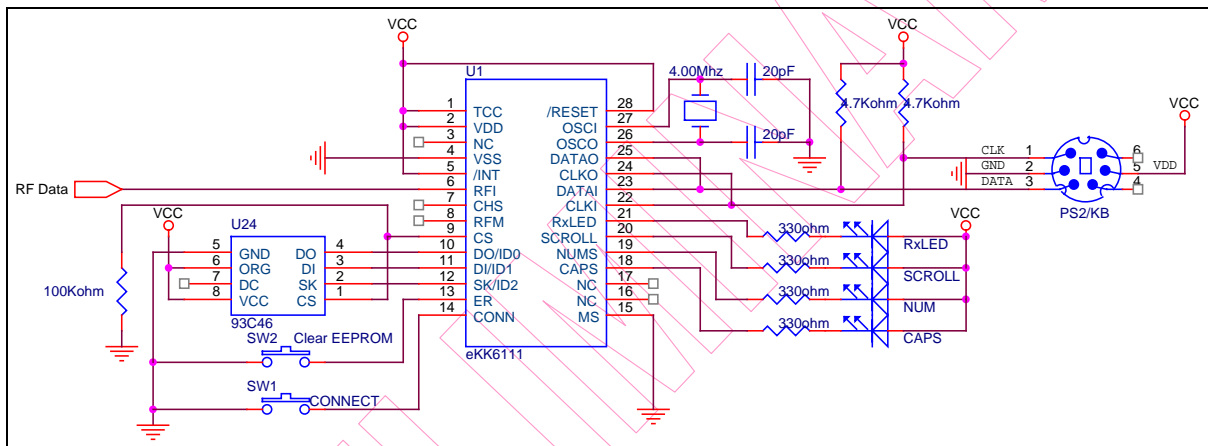 VCC
VCC
U1
4.00Mhz
20pF
4.7Kohm
4.7Kohm
VCC
1 TCC
2 VDD
3 NC
4 VSS
5 /INT
6 RFI
7 CHS
8 RFM
9 CS
10 DO/ID0
11 DI/ID1
12 SK/ID2
13 ER
14 CONN
/RESET 28
OSCI 27
OSCO 26
DATAO 25
CLKO 24
DATAI 23
CLKI 22
RxLED 21
SCROLL 20
NUMS 19
CAPS 18
NC 17
NC 16
MS 15
eKK6111
20pF
CLK 1
GND 2
DATA 3
6
5 VDD
4
PS2/KB
RF Data
VCC
U24
5 GND
6 ORG
7 DC
8 VCC
DO 4
DI 3
SK 2
CS 1
93C46
100Kohm
SW2 Clear EEPROM
SW1
CONNECT
VCC
330ohm
RxLED
330ohm
SCROLL
330ohm
NUM
330ohm
CAPS